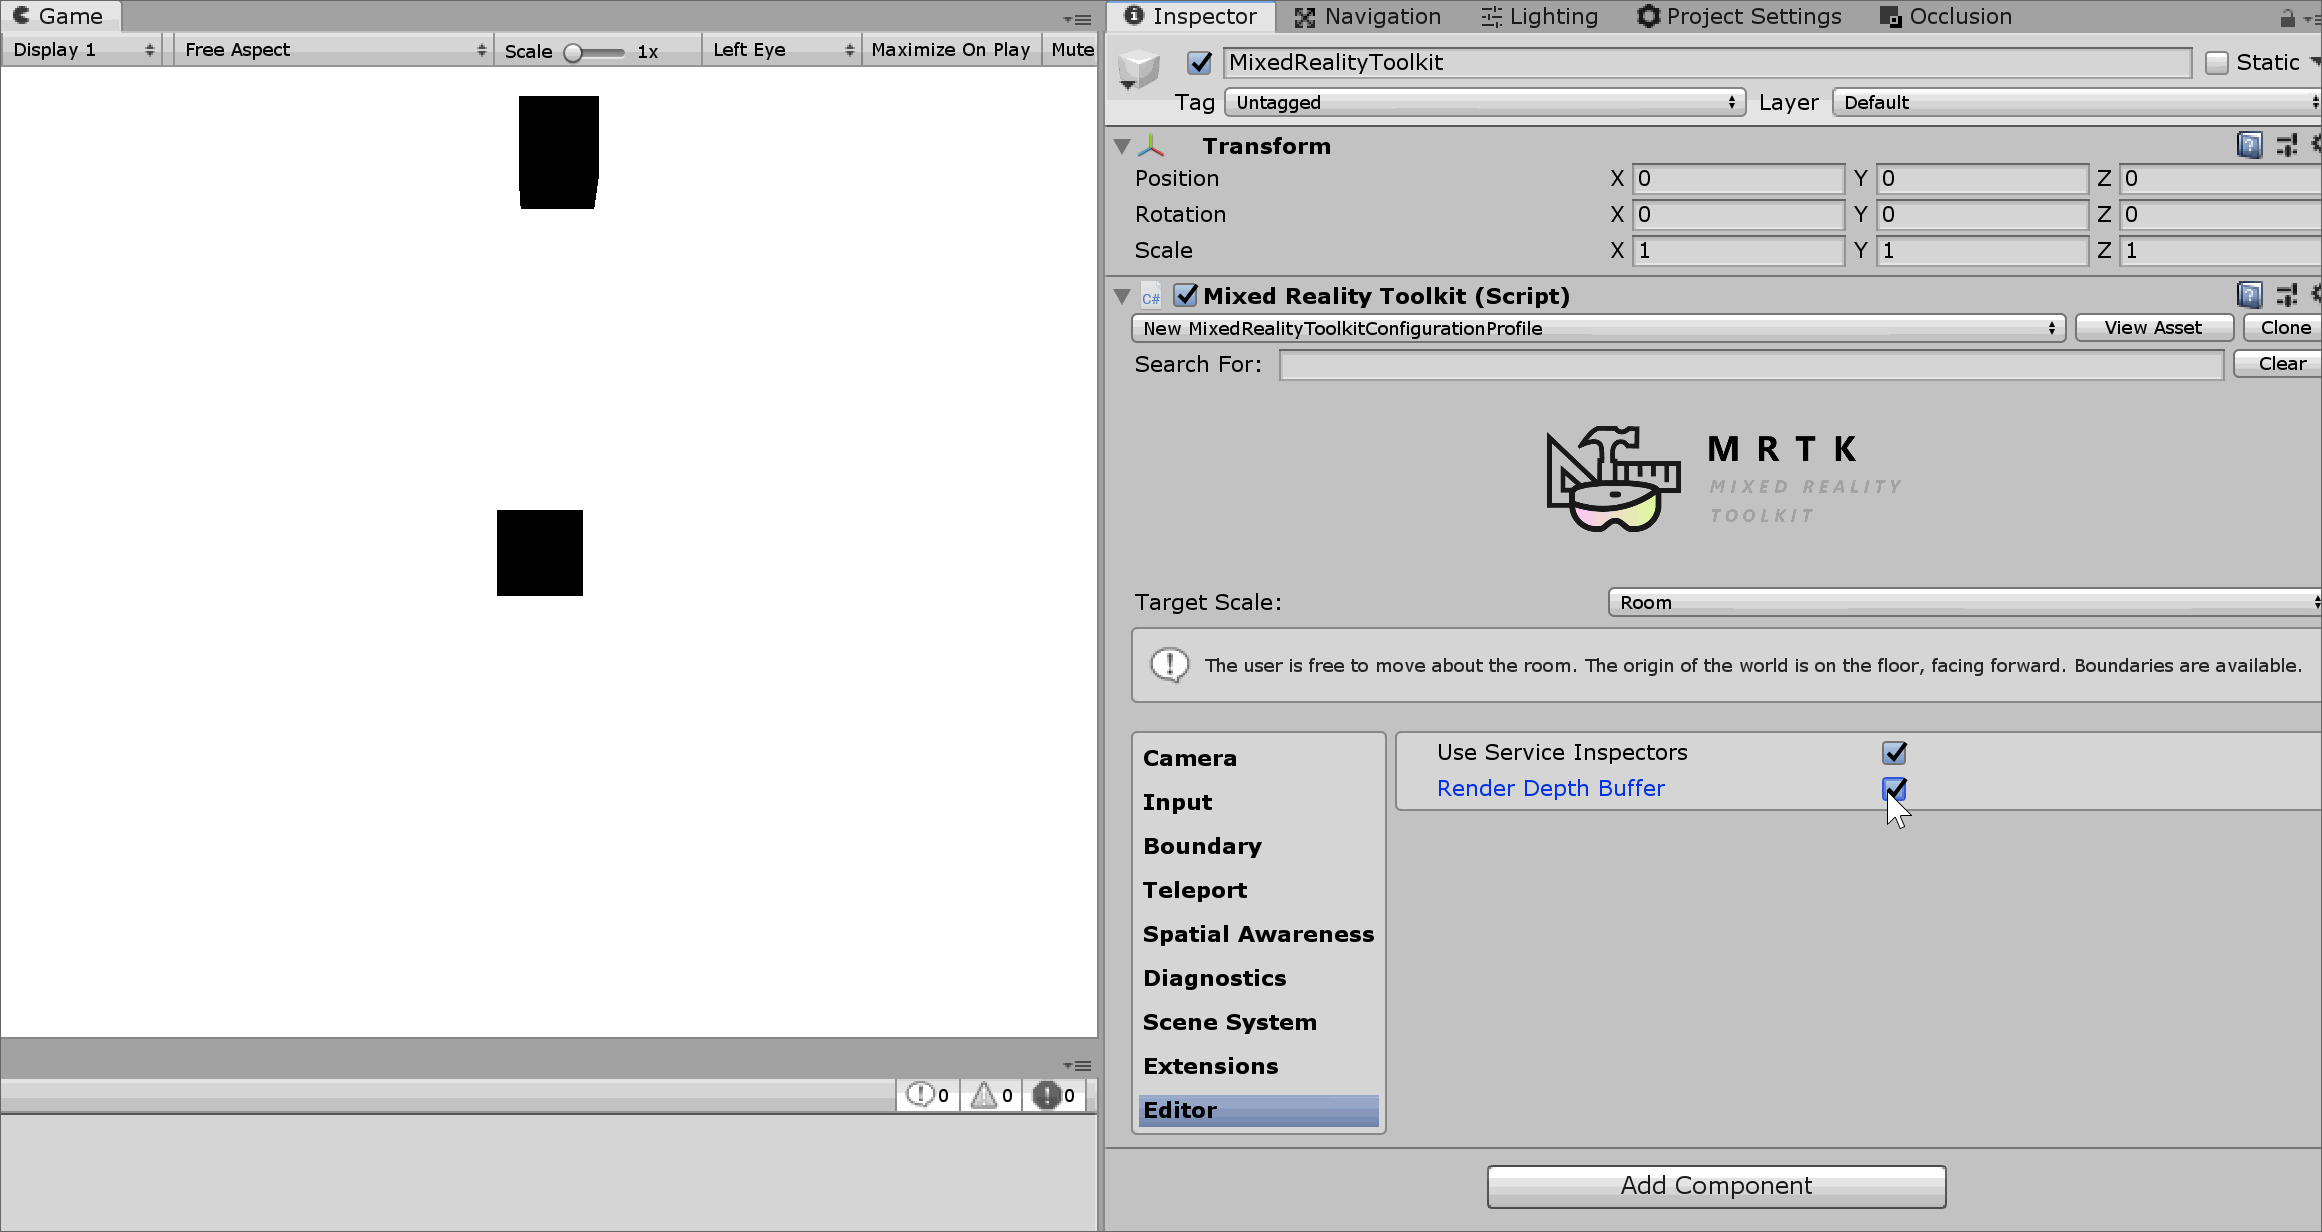 Game
Display 1 Free Aspect Scale 1x Left Eye Maximize On Play Mute
0 0 0
Inspector Navigation Lighting Project Settings Occlusion
MixedRealityToolkit Static
Tag Untagged Layer Default
Transform
Position X 0 Y 0 Z 0
Rotation X 0 Y 0 Z 0
Scale X 1 Y 1 Z 1
C# Mixed Reality Toolkit (Script)
New MixedRealityToolkitConfigurationProfile View Asset Clone
Search For: Clear
MRTK
MIXED REALITY
TOOLKIT
Target Scale: Room
The user is free to move about the room. The origin of the world is on the floor, facing forward. Boundaries are available.
Camera
Input
Boundary
Teleport
Spatial Awareness
Diagnostics
Scene System
Extensions
Editor
Use Service Inspectors
Render Depth Buffer
Add Component